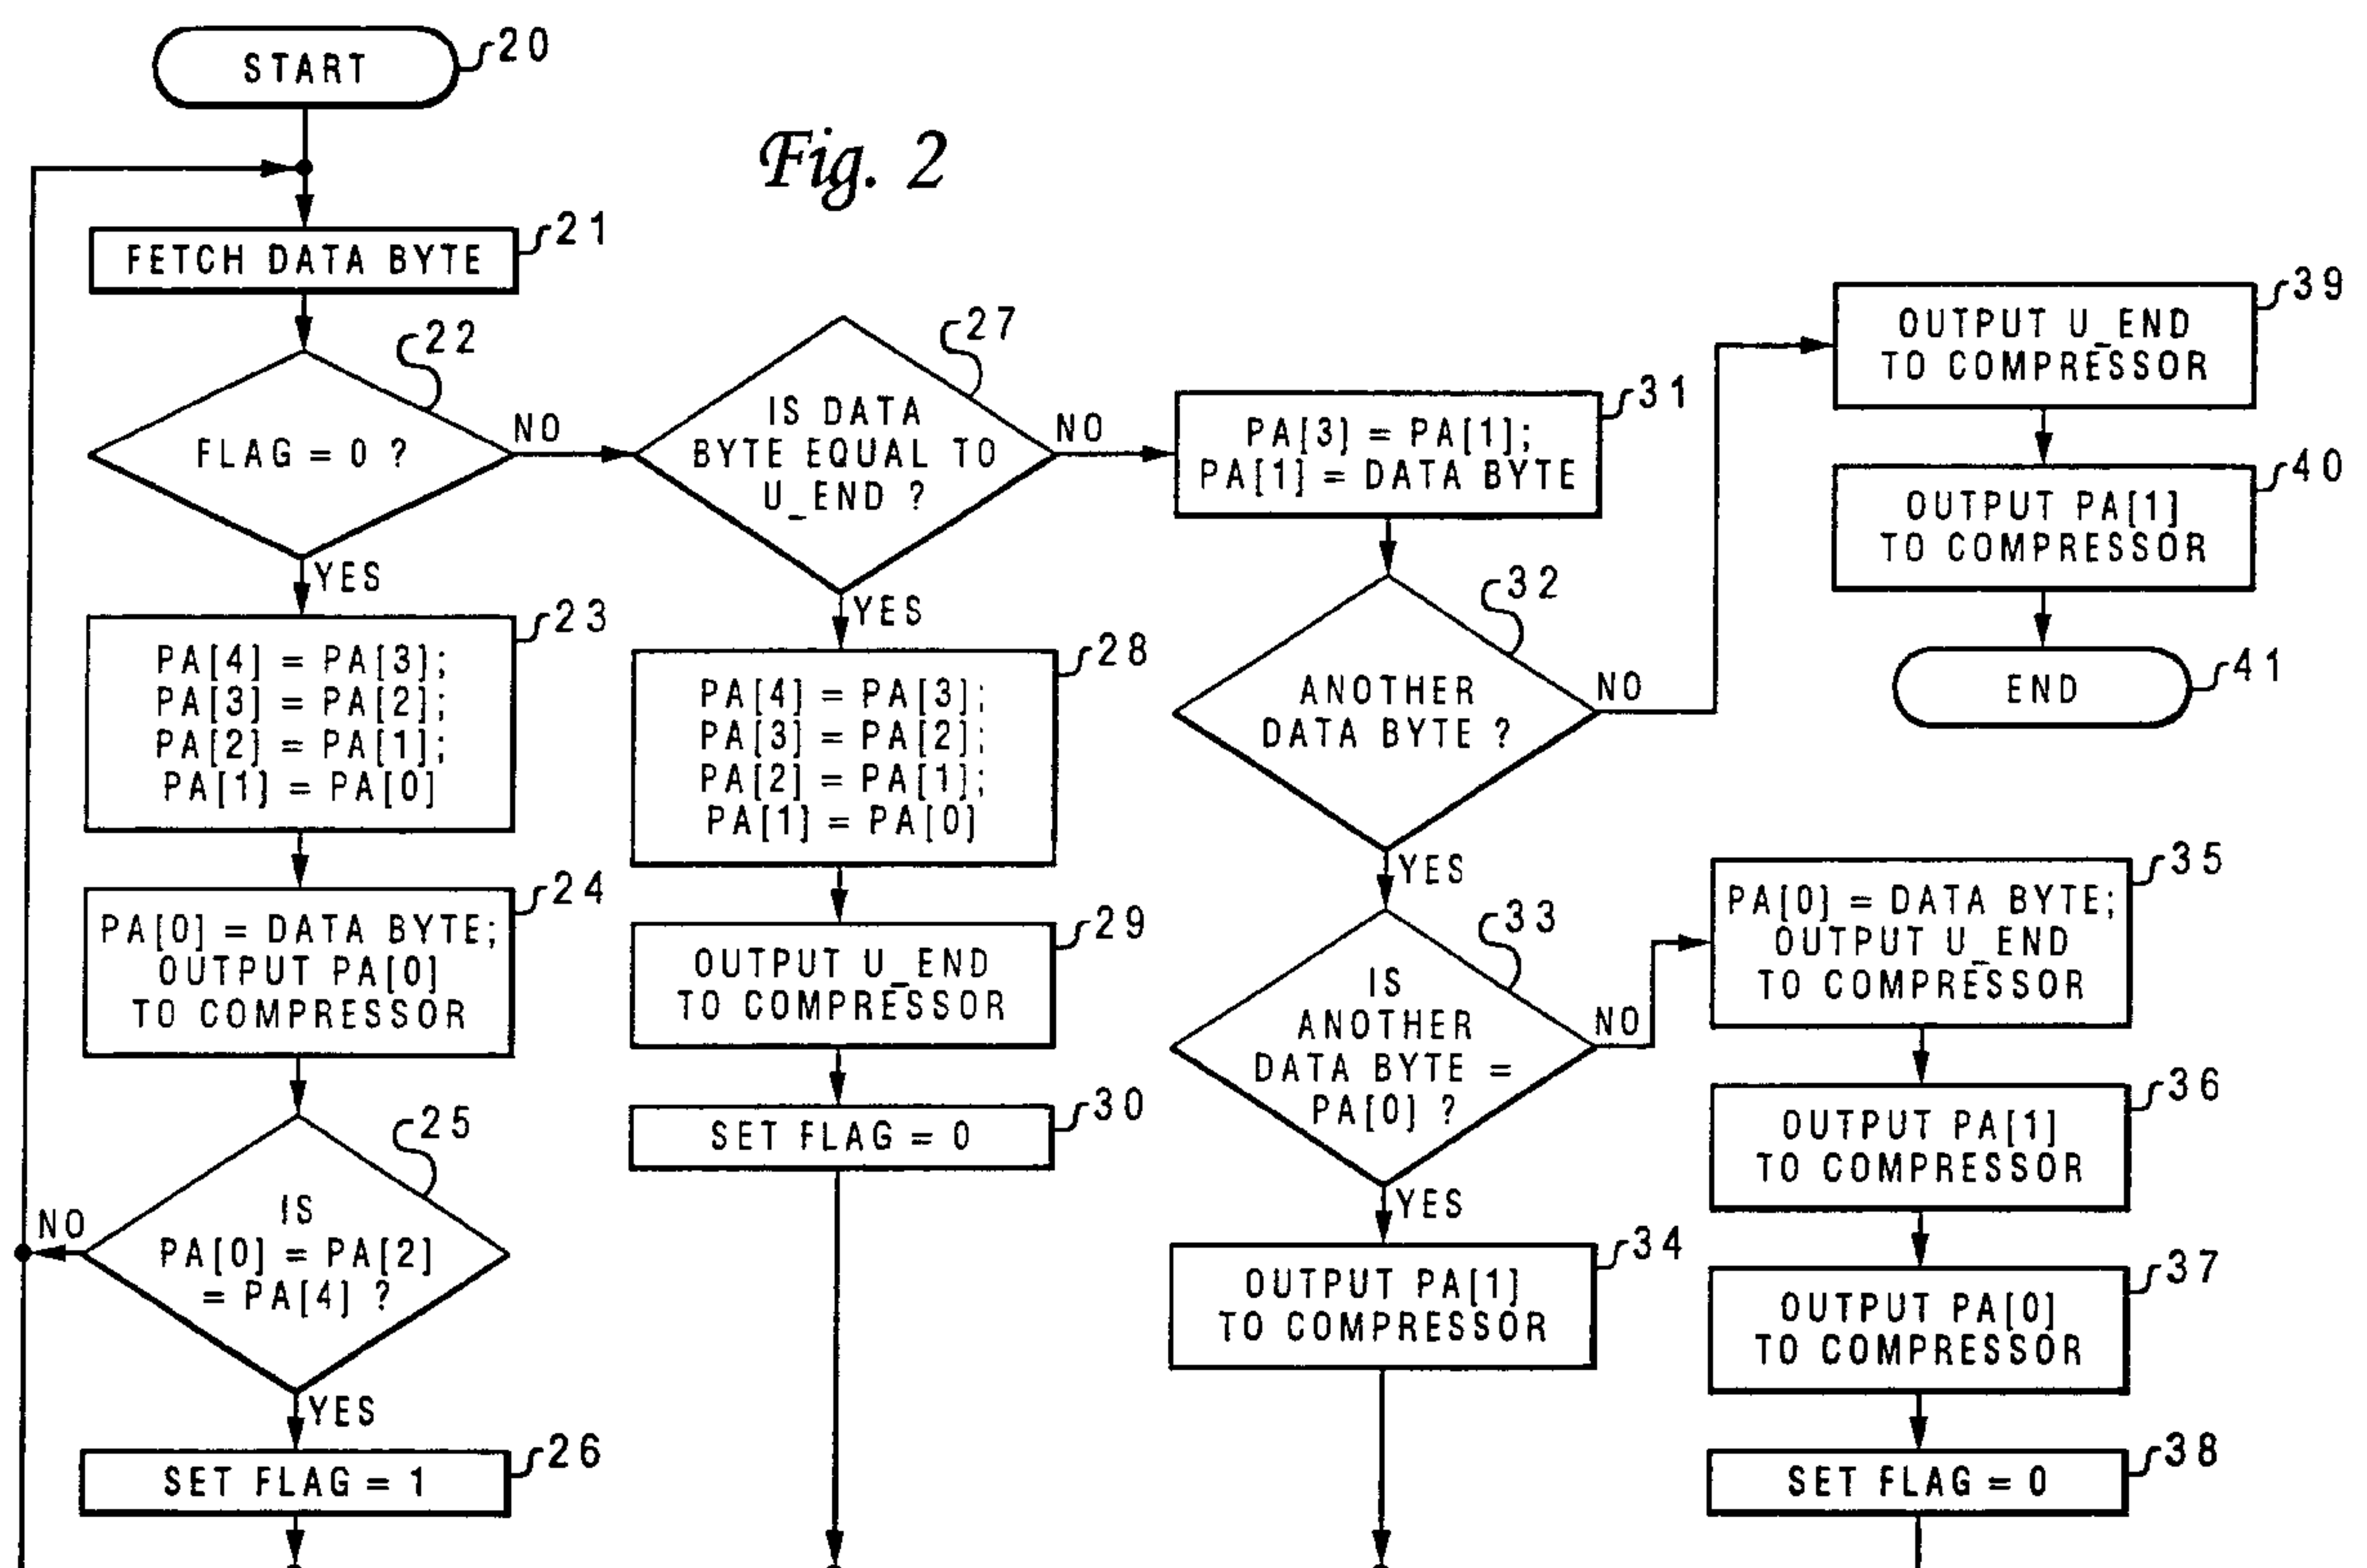 START
20
Fig. 2
FETCH DATA BYTE
21
FLAG = 0 ?
22
NO
YES
PA[4] = PA[3];
PA[3] = PA[2];
PA[2] = PA[1];
PA[1] = PA[0]
23
PA[0] = DATA BYTE;
OUTPUT PA[0]
TO COMPRESSOR
24
IS
PA[0] = PA[2]
= PA[4] ?
25
NO
YES
SET FLAG = 1
26
IS DATA
BYTE EQUAL TO
U_END ?
27
NO
YES
PA[4] = PA[3];
PA[3] = PA[2];
PA[2] = PA[1];
PA[1] = PA[0]
28
OUTPUT U_END
TO COMPRESSOR
29
SET FLAG = 0
30
PA[3] = PA[1];
PA[1] = DATA BYTE
31
ANOTHER
DATA BYTE ?
32
NO
YES
IS
ANOTHER
DATA BYTE =
PA[0] ?
33
NO
YES
OUTPUT PA[1]
TO COMPRESSOR
34
PA[0] = DATA BYTE;
OUTPUT U_END
TO COMPRESSOR
35
OUTPUT PA[1]
TO COMPRESSOR
36
OUTPUT PA[0]
TO COMPRESSOR
37
SET FLAG = 0
38
OUTPUT U_END
TO COMPRESSOR
39
OUTPUT PA[1]
TO COMPRESSOR
40
END
41